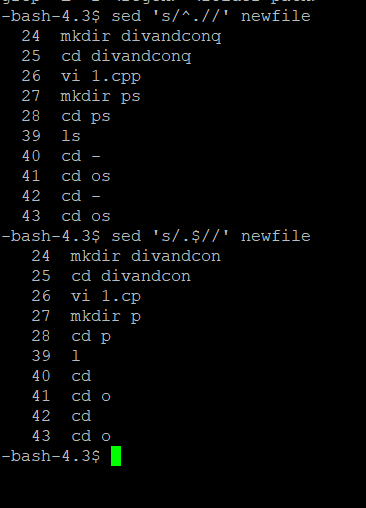 -bash-4.3$ sed 's/^.//' newfile
  24  mkdir divandconq
  25  cd divandconq
  26  vi 1.cpp
  27  mkdir ps
  28  cd ps
  39  ls
  40  cd -
  41  cd os
  42  cd -
  43  cd os
-bash-4.3$ sed 's/.$//' newfile
   24  mkdir divandcon
   25  cd divandcon
   26  vi 1.cp
   27  mkdir p
   28  cd p
   39  l
   40  cd
   41  cd o
   42  cd
   43  cd o
-bash-4.3$